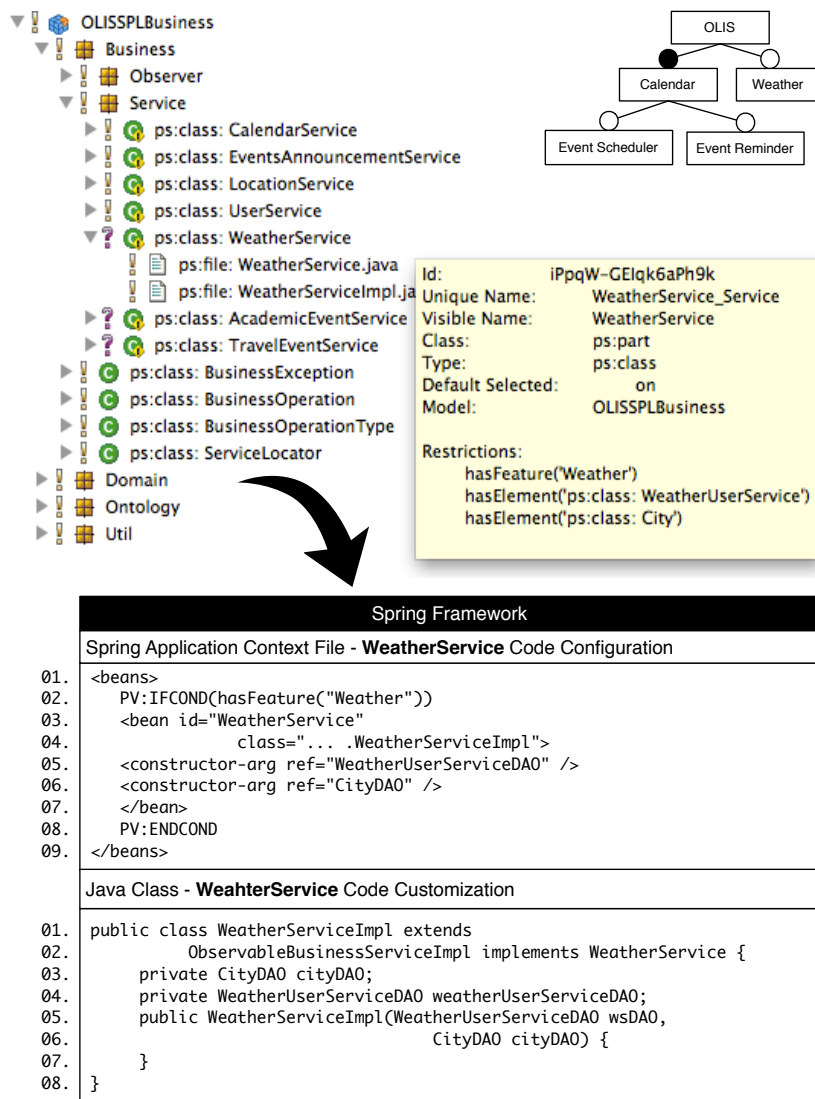 OLISSPLBusiness
Business
Observer
Service
ps:class: CalendarService
ps:class: EventsAnnouncementService
ps:class: LocationService
ps:class: UserService
ps:class: WeatherService
ps:file: WeatherService.java
ps:file: WeatherServiceImpl.ja
ps:class: AcademicEventService
ps:class: TravelEventService
ps:class: BusinessException
ps:class: BusinessOperation
ps:class: BusinessOperationType
ps:class: ServiceLocator
Domain
Ontology
Util
OLIS
Calendar
Weather
Event Scheduler
Event Reminder
Id: iPpqW-GEIqk6aPh9k
Unique Name: WeatherService_Service
Visible Name: WeatherService
Class: ps:part
Type: ps:class
Default Selected: on
Model: OLISSPLBusiness
Restrictions:
hasFeature('Weather')
hasElement('ps:class: WeatherUserService')
hasElement('ps:class: City')
Spring Framework
Spring Application Context File - WeatherService Code Configuration
01. <beans>
02. PV:IFCOND(hasFeature("Weather"))
03. <bean id="WeatherService"
04. class="... .WeatherServiceImpl">
05. <constructor-arg ref="WeatherUserServiceDAO" />
06. <constructor-arg ref="CityDAO" />
07. </bean>
08. PV:ENDCOND
09. </beans>
Java Class - WeahterService Code Customization
01. public class WeatherServiceImpl extends
02. ObservableBusinessServiceImpl implements WeatherService {
03. private CityDAO cityDAO;
04. private WeatherUserServiceDAO weatherUserServiceDAO;
05. public WeatherServiceImpl(WeatherUserServiceDAO wsDAO,
06. CityDAO cityDAO) {
07. }
08. }